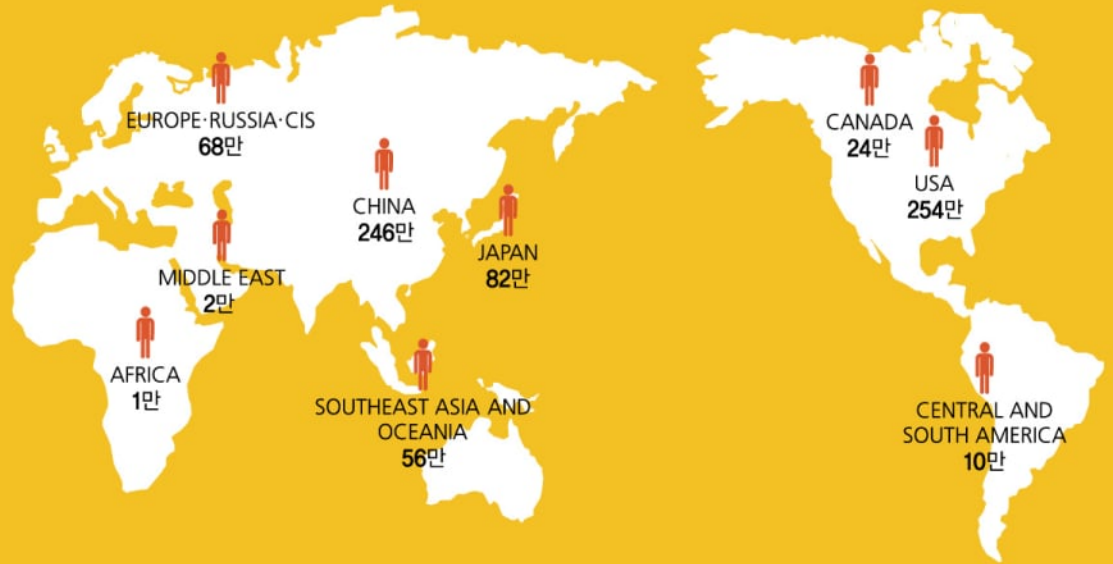 EUROPE·RUSSIA·CIS
68만
CANADA
24만
USA
254만
CHINA
246만
JAPAN
82만
MIDDLE EAST
2만
AFRICA
1만
SOUTHEAST ASIA AND
OCEANIA
56만
CENTRAL AND
SOUTH AMERICA
10만